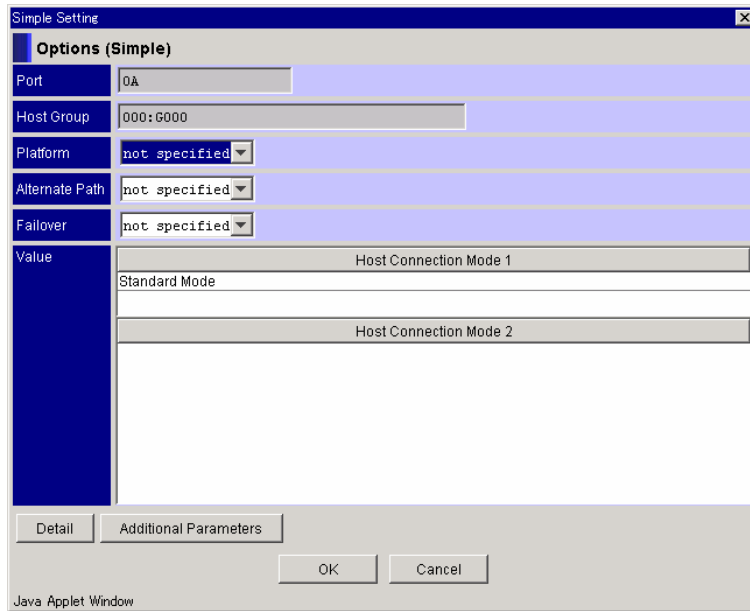 Simple Setting
Options (Simple)
Port
0A
Host Group
000:G000
Platform
not specified
Alternate Path
not specified
Failover
not specified
Value
Host Connection Mode 1
Standard Mode
Host Connection Mode 2
Detail
Additional Parameters
OK
Cancel
Java Applet Window